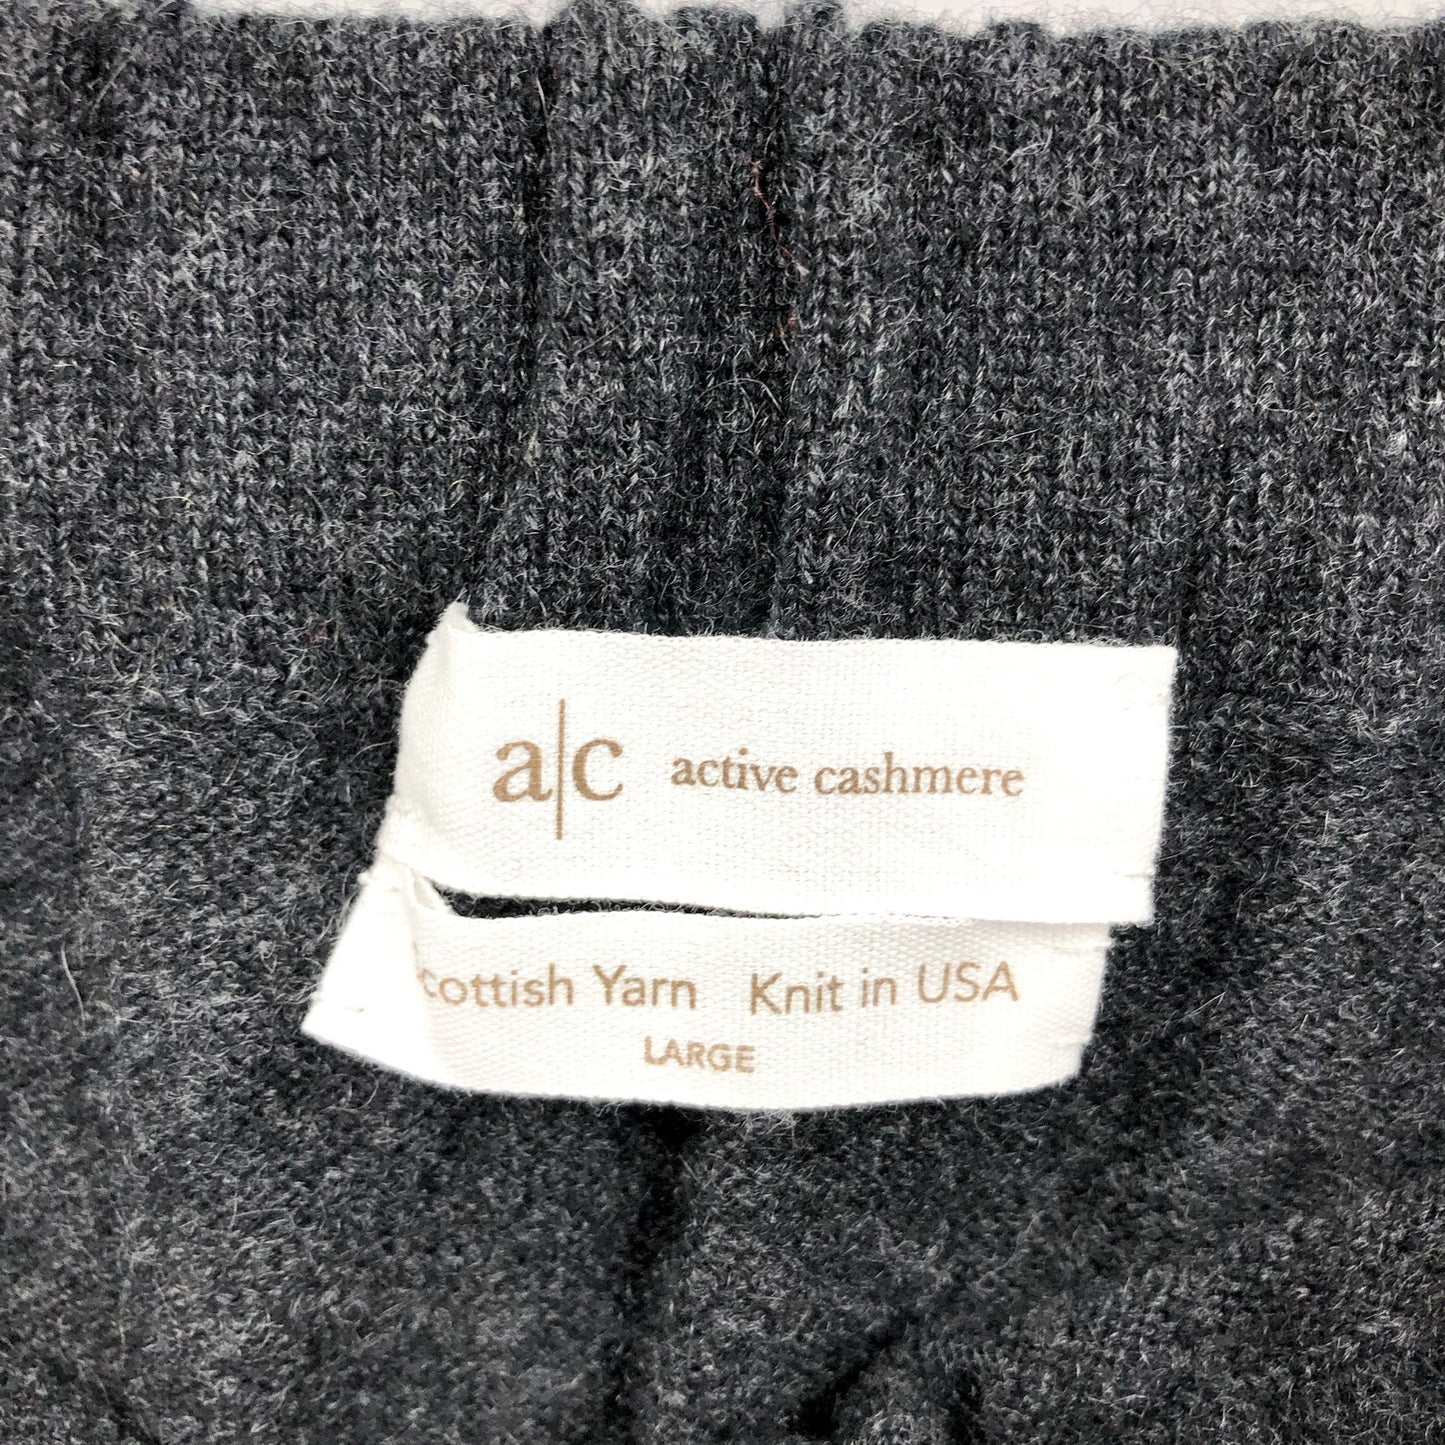 a|c active cashmere
cottish Yarn Knit in USA
LARGE